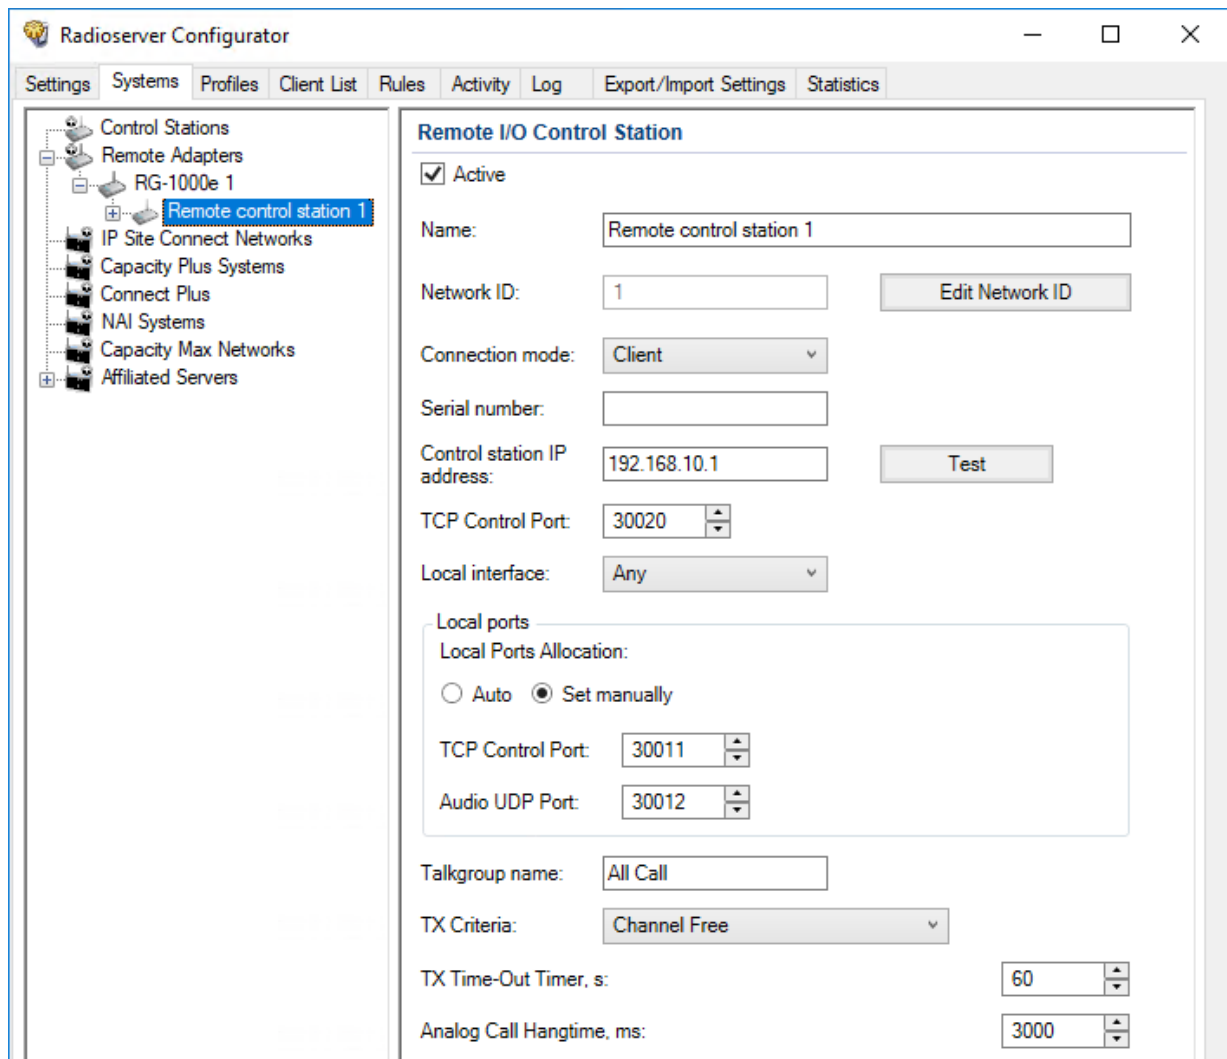 Radioserver Configurator
Settings Systems Profiles Client List Rules Activity Log Export/Import Settings Statistics
Control Stations
Remote Adapters
RG-1000e 1
Remote control station 1
IP Site Connect Networks
Capacity Plus Systems
Connect Plus
NAI Systems
Capacity Max Networks
Affiliated Servers
Remote I/O Control Station
Active
Name: Remote control station 1
Network ID: 1 Edit Network ID
Connection mode: Client
Serial number:
Control station IP
address: 192.168.10.1 Test
TCP Control Port: 30020
Local interface: Any
Local ports
Local Ports Allocation:
Auto Set manually
TCP Control Port: 30011
Audio UDP Port: 30012
Talkgroup name: All Call
TX Criteria: Channel Free
TX Time-Out Timer, s: 60
Analog Call Hangtime, ms: 3000